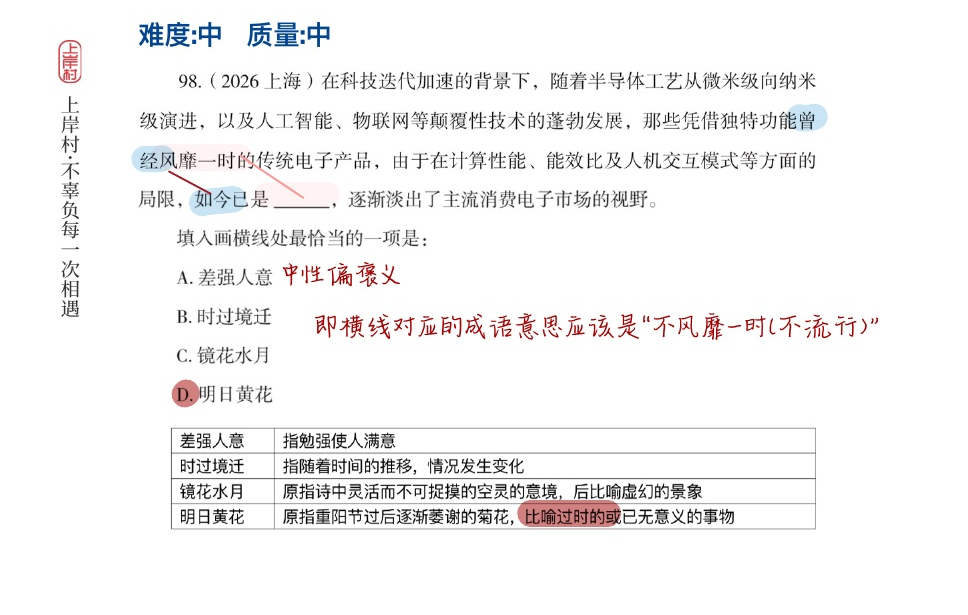 难度:中 质量:中
上岸村
上岸村·不辜负每一次相遇
98.（2026 上海）在科技迭代加速的背景下，随着半导体工艺从微米级向纳米
级演进，以及人工智能、物联网等颠覆性技术的蓬勃发展，那些凭借独特功能曾
经风靡一时的传统电子产品，由于在计算性能、能效比及人机交互模式等方面的
局限，如今已是______，逐渐淡出了主流消费电子市场的视野。
填入画横线处最恰当的一项是：
A. 差强人意 中性偏褒义
B. 时过境迁
即横线对应的成语意思应该是“不风靡一时(不流行)”
C. 镜花水月
D. 明日黄花
差强人意 指勉强使人满意
时过境迁 指随着时间的推移，情况发生变化
镜花水月 原指诗中灵活而不可捉摸的空灵的意境，后比喻虚幻的景象
明日黄花 原指重阳节过后逐渐萎谢的菊花，比喻过时的或已无意义的事物